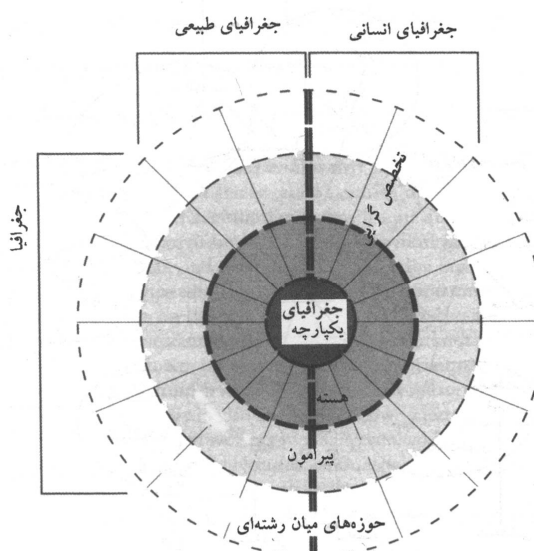 جغرافیای انسانی
جغرافیای طبیعی
تخصص گرایی
جغرافیا
جغرافیای
یکپارچه
هسته
پیرامون
حوزه‌های میان رشته‌ای